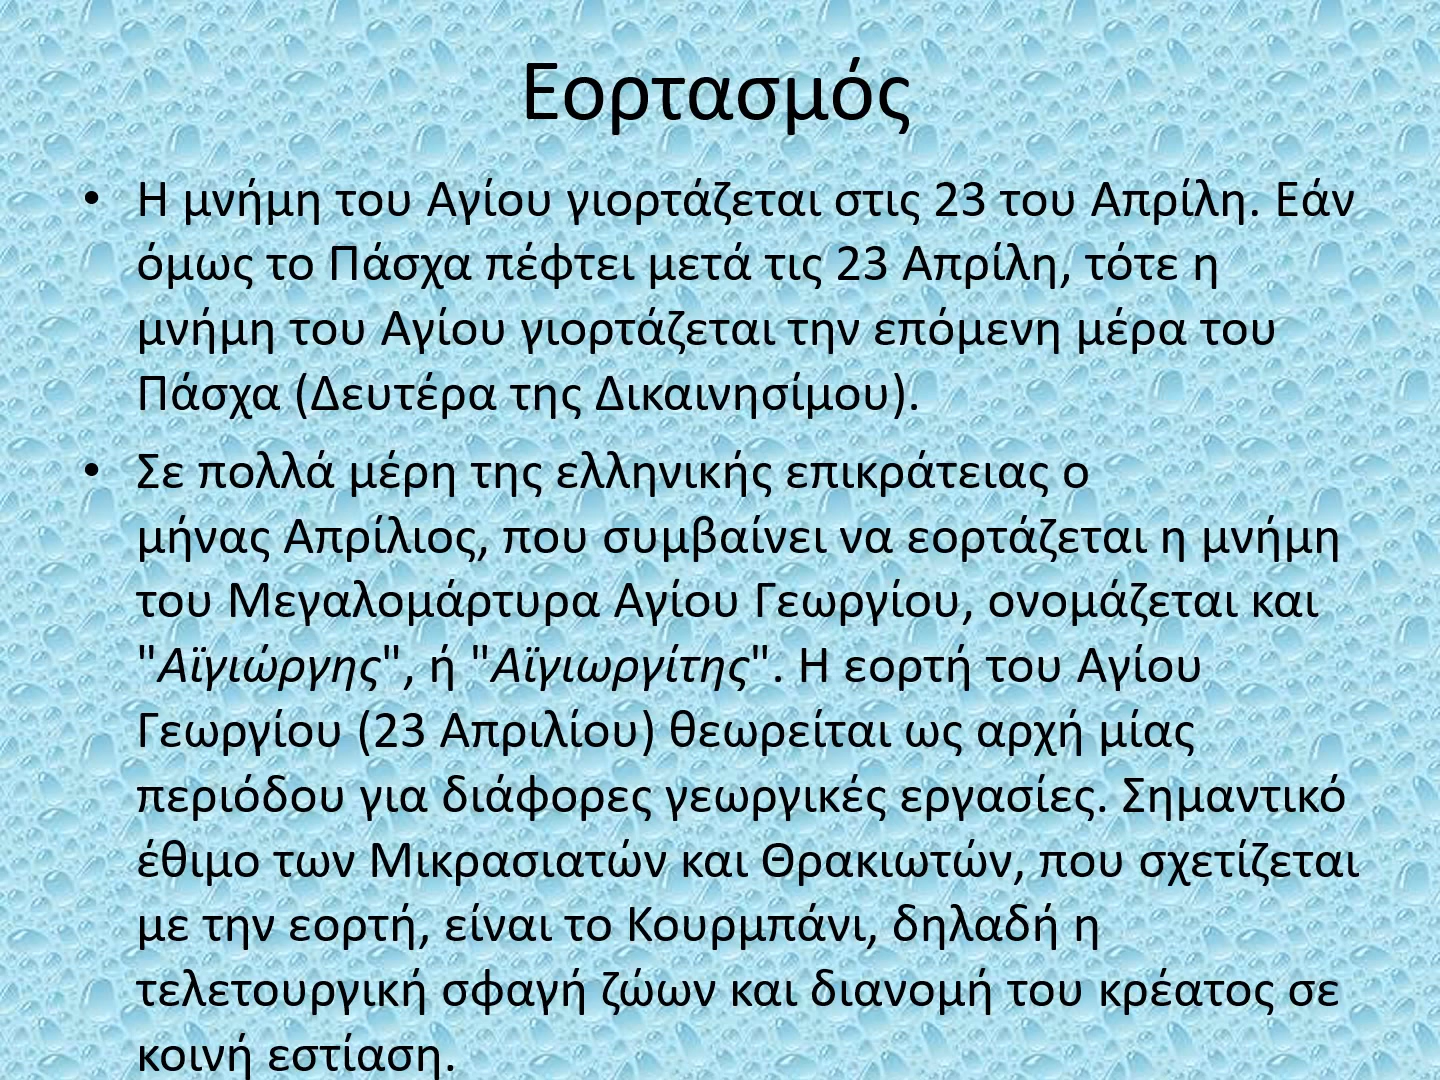 Εορτασμός
• Η μνήμη του Αγίου γιορτάζεται στις 23 του Απρίλη. Εάν
όμως το Πάσχα πέφτει μετά τις 23 Απρίλη, τότε η
μνήμη του Αγίου γιορτάζεται την επόμενη μέρα του
Πάσχα (Δευτέρα της Δικαινησίμου).
• Σε πολλά μέρη της ελληνικής επικράτειας ο
μήνας Απρίλιος, που συμβαίνει να εορτάζεται η μνήμη
του Μεγαλομάρτυρα Αγίου Γεωργίου, ονομάζεται και
"Αϊγιώργης", ή "Αϊγιωργίτης". Η εορτή του Αγίου
Γεωργίου (23 Απριλίου) θεωρείται ως αρχή μίας
περιόδου για διάφορες γεωργικές εργασίες. Σημαντικό
έθιμο των Μικρασιατών και Θρακιωτών, που σχετίζεται
με την εορτή, είναι το Κουρμπάνι, δηλαδή η
τελετουργική σφαγή ζώων και διανομή του κρέατος σε
κοινή εστίαση.